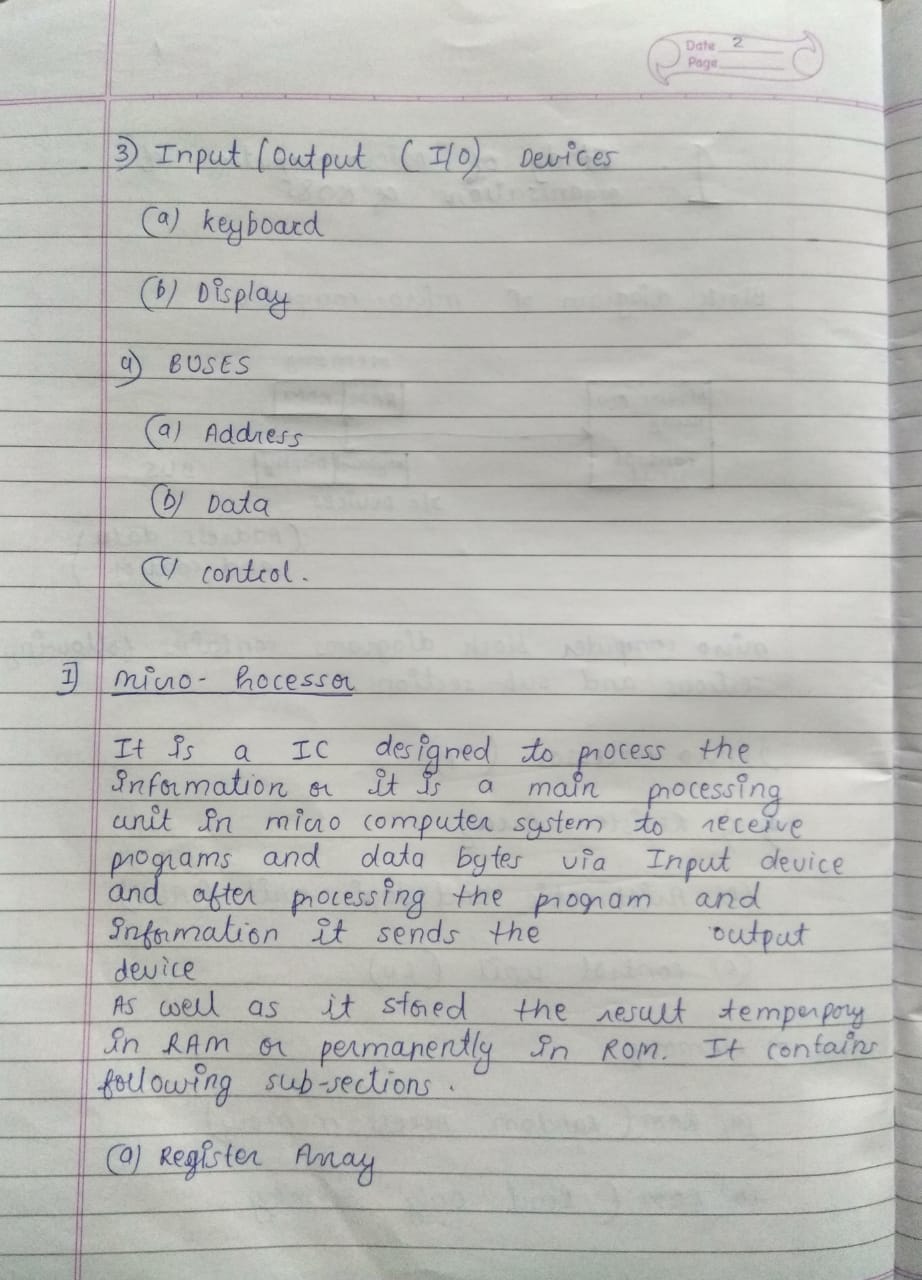 Date 2
Page
3) Input/Output (I/O) Devices
(a) keyboard
(b) Display
4) BUSES
(a) Address
(b) Data
(c) control.
1] Micro-Processor
It is a IC designed to process the
information or it is a main processing
unit in micro computer system to receive
programs and data bytes via Input device
and after processing the program and
information it sends the output
device
As well as it stored the result temperpory
in RAM or permanently in ROM. It contains
following sub-sections.
(a) Register Array